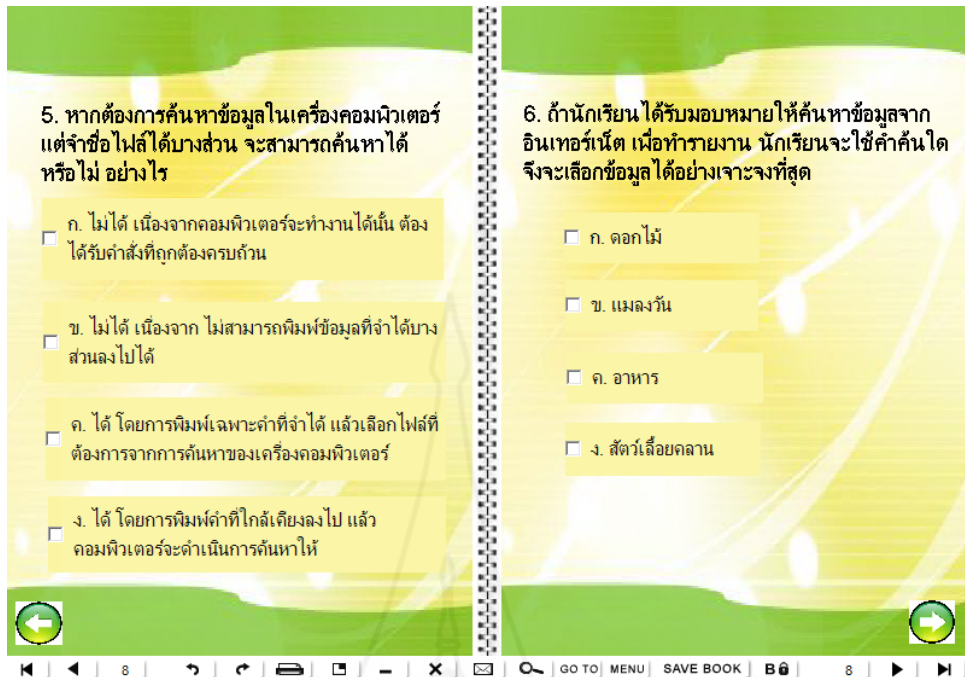 5. หากต้องการค้นหาข้อมูลในเครื่องคอมพิวเตอร์
แต่จำชื่อไฟล์ได้บางส่วน จะสามารถค้นหาได้
หรือไม่ อย่างไร
ก. ไม่ได้ เนื่องจากคอมพิวเตอร์จะทำงานได้นั้น ต้อง
ได้รับคำสั่งที่ถูกต้องครบถ้วน
ข. ไม่ได้ เนื่องจาก ไม่สามารถพิมพ์ข้อมูลที่จำได้บาง
ส่วนลงไปได้
ค. ได้ โดยการพิมพ์เฉพาะคำที่จำได้ แล้วเลือกไฟล์ที่
ต้องการจากการค้นหาของเครื่องคอมพิวเตอร์
ง. ได้ โดยการพิมพ์คำที่ใกล้เคียงลงไป แล้ว
คอมพิวเตอร์จะดำเนินการค้นหาให้
6. ถ้านักเรียนได้รับมอบหมายให้ค้นหาข้อมูลจาก
อินเทอร์เน็ต เพื่อทำรายงาน นักเรียนจะใช้คำค้นใด
จึงจะเลือกข้อมูลได้อย่างเจาะจงที่สุด
ก. ดอกไม้
ข. แมลงวัน
ค. อาหาร
ง. สัตว์เลื้อยคลาน
8 GO TO MENU SAVE BOOK B 8